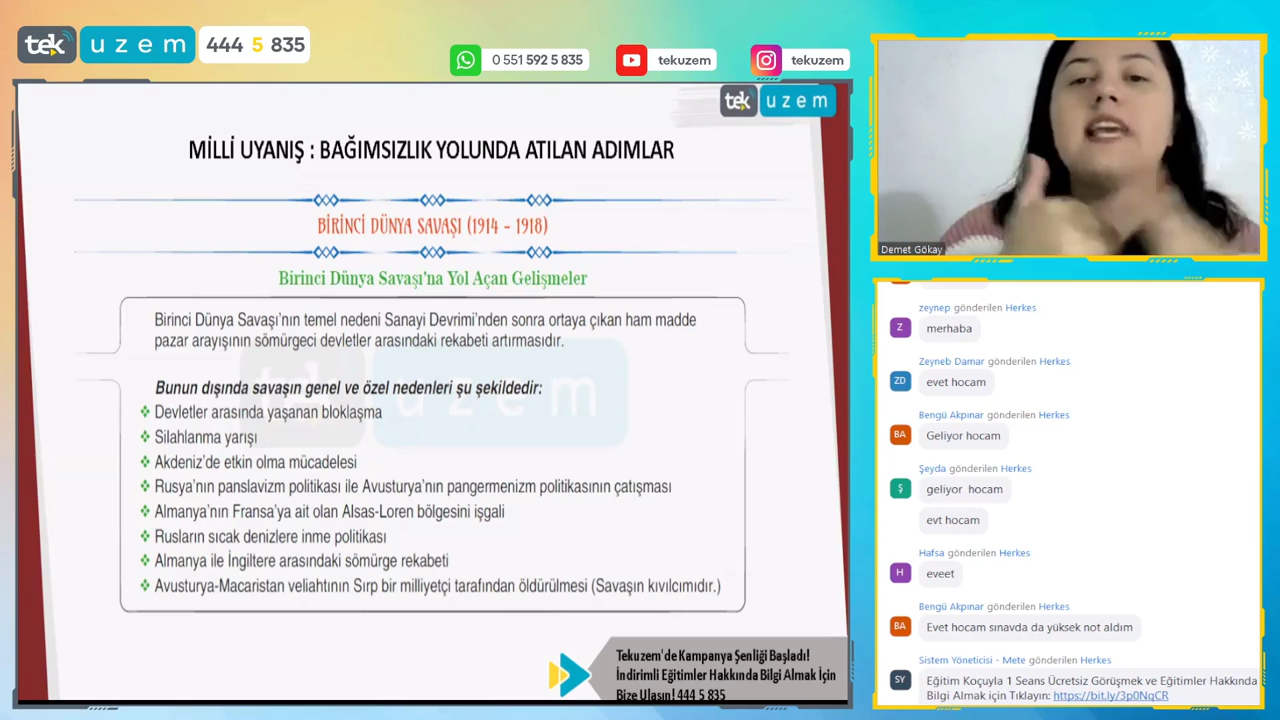 tek uzem 444 5 835
0 551 592 5 835
tekuzem
tekuzem
tek uzem
MİLLİ UYANIŞ : BAĞIMSIZLIK YOLUNDA ATILAN ADIMLAR
BİRİNCİ DÜNYA SAVAŞI (1914 - 1918)
Birinci Dünya Savaşı'na Yol Açan Gelişmeler
Birinci Dünya Savaşı'nın temel nedeni Sanayi Devrimi'nden sonra ortaya çıkan ham madde
pazar arayışının sömürgeci devletler arasındaki rekabeti artırmasıdır.
Bunun dışında savaşın genel ve özel nedenleri şu şekildedir:
Devletler arasında yaşanan bloklaşma
Silahlanma yarışı
Akdeniz'de etkin olma mücadelesi
Rusya'nın panslavizm politikası ile Avusturya'nın pangermenizm politikasının çatışması
Almanya'nın Fransa'ya ait olan Alsas-Loren bölgesini işgali
Rusların sıcak denizlere inme politikası
Almanya ile İngiltere arasındaki sömürge rekabeti
Avusturya-Macaristan veliahtının Sırp bir milliyetçi tarafından öldürülmesi (Savaşın kıvılcımıdır.)
Tekuzem'de Kampanya Şenliği Başladı!
İndirimli Eğitimler Hakkında Bilgi Almak İçin
Bize Ulaşın! 444 5 835
Demet Gökay
zeynep gönderilen Herkes
Z
merhaba
Zeyneb Damar gönderilen Herkes
ZD
evet hocam
Bengü Akpınar gönderilen Herkes
BA
Geliyor hocam
Şeyda gönderilen Herkes
Ş
geliyor hocam
evt hocam
Hafsa gönderilen Herkes
H
eveet
Bengü Akpınar gönderilen Herkes
BA
Evet hocam sınavda da yüksek not aldım
Sistem Yöneticisi - Mete gönderilen Herkes
SY
Eğitim Koçuyla 1 Seans Ücretsiz Görüşmek ve Eğitimler Hakkında
Bilgi Almak için Tıklayın: https://bit.ly/3p0NqCR